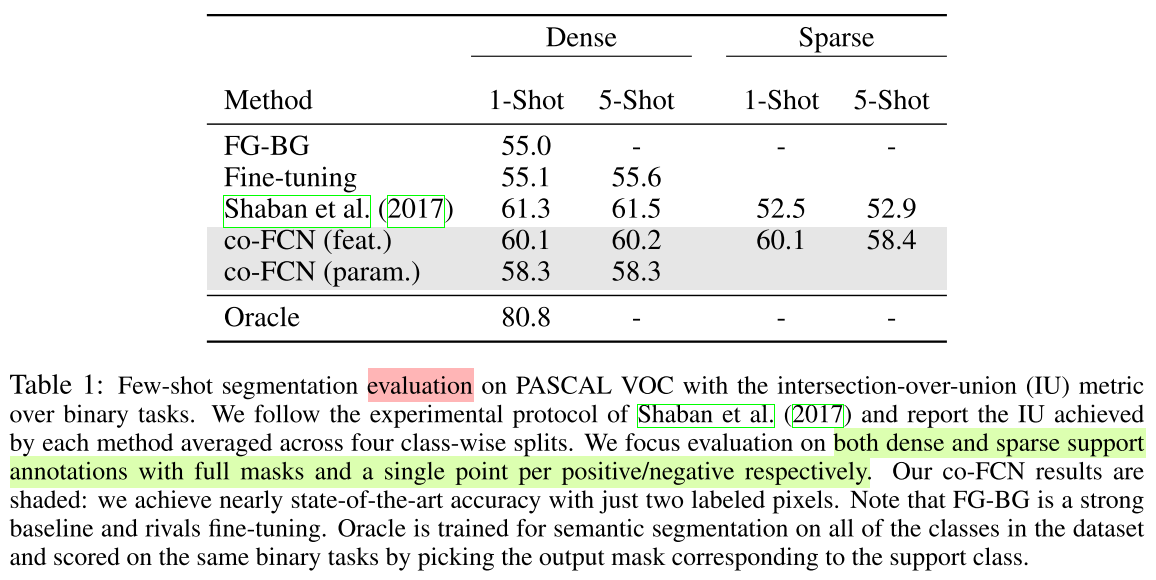 Dense Sparse
Method 1-Shot 5-Shot 1-Shot 5-Shot
FG-BG 55.0 - - -
Fine-tuning 55.1 55.6
Shaban et al. (2017) 61.3 61.5 52.5 52.9
co-FCN (feat.) 60.1 60.2 60.1 58.4
co-FCN (param.) 58.3 58.3
Oracle 80.8 - - -
Table 1: Few-shot segmentation evaluation on PASCAL VOC with the intersection-over-union (IU) metric
over binary tasks. We follow the experimental protocol of Shaban et al. (2017) and report the IU achieved
by each method averaged across four class-wise splits. We focus evaluation on both dense and sparse support
annotations with full masks and a single point per positive/negative respectively. Our co-FCN results are
shaded: we achieve nearly state-of-the-art accuracy with just two labeled pixels. Note that FG-BG is a strong
baseline and rivals fine-tuning. Oracle is trained for semantic segmentation on all of the classes in the dataset
and scored on the same binary tasks by picking the output mask corresponding to the support class.